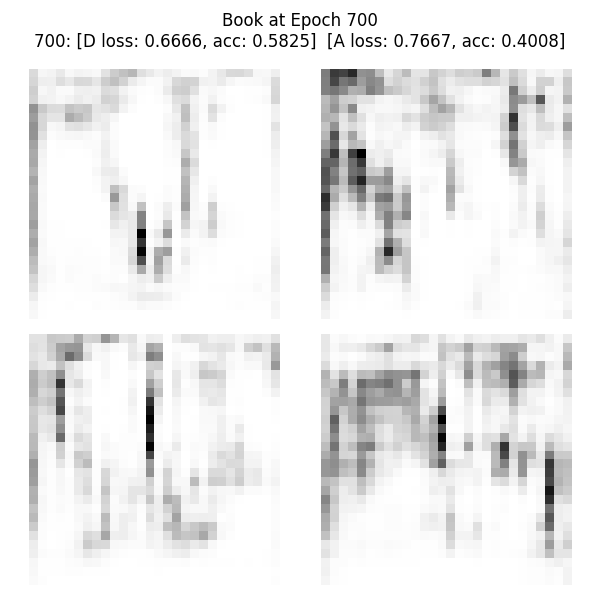 Book at Epoch 700
700: [D loss: 0.6666, acc: 0.5825]  [A loss: 0.7667, acc: 0.4008]